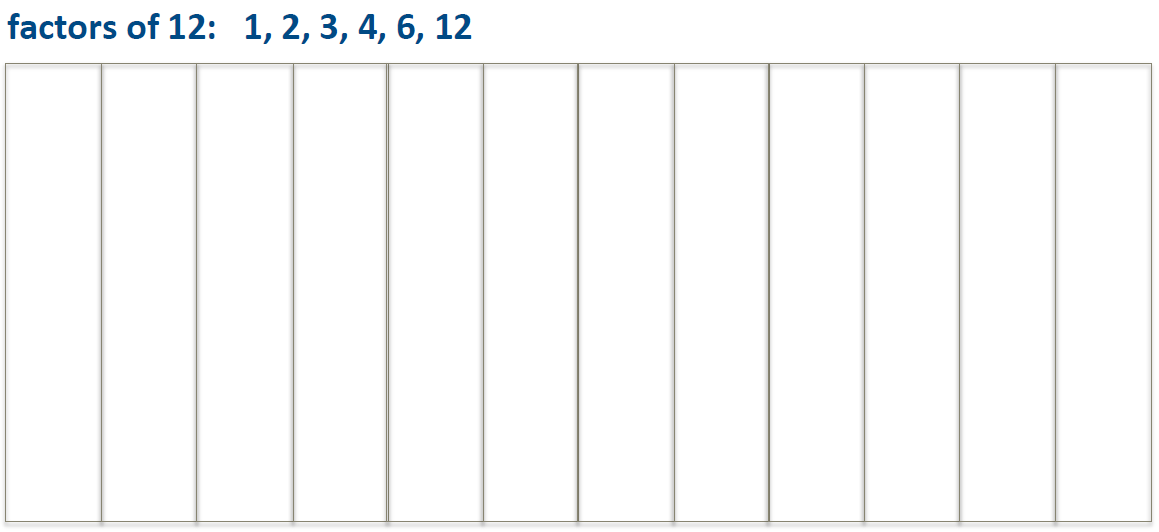 factors of 12: 1, 2, 3, 4, 6, 12